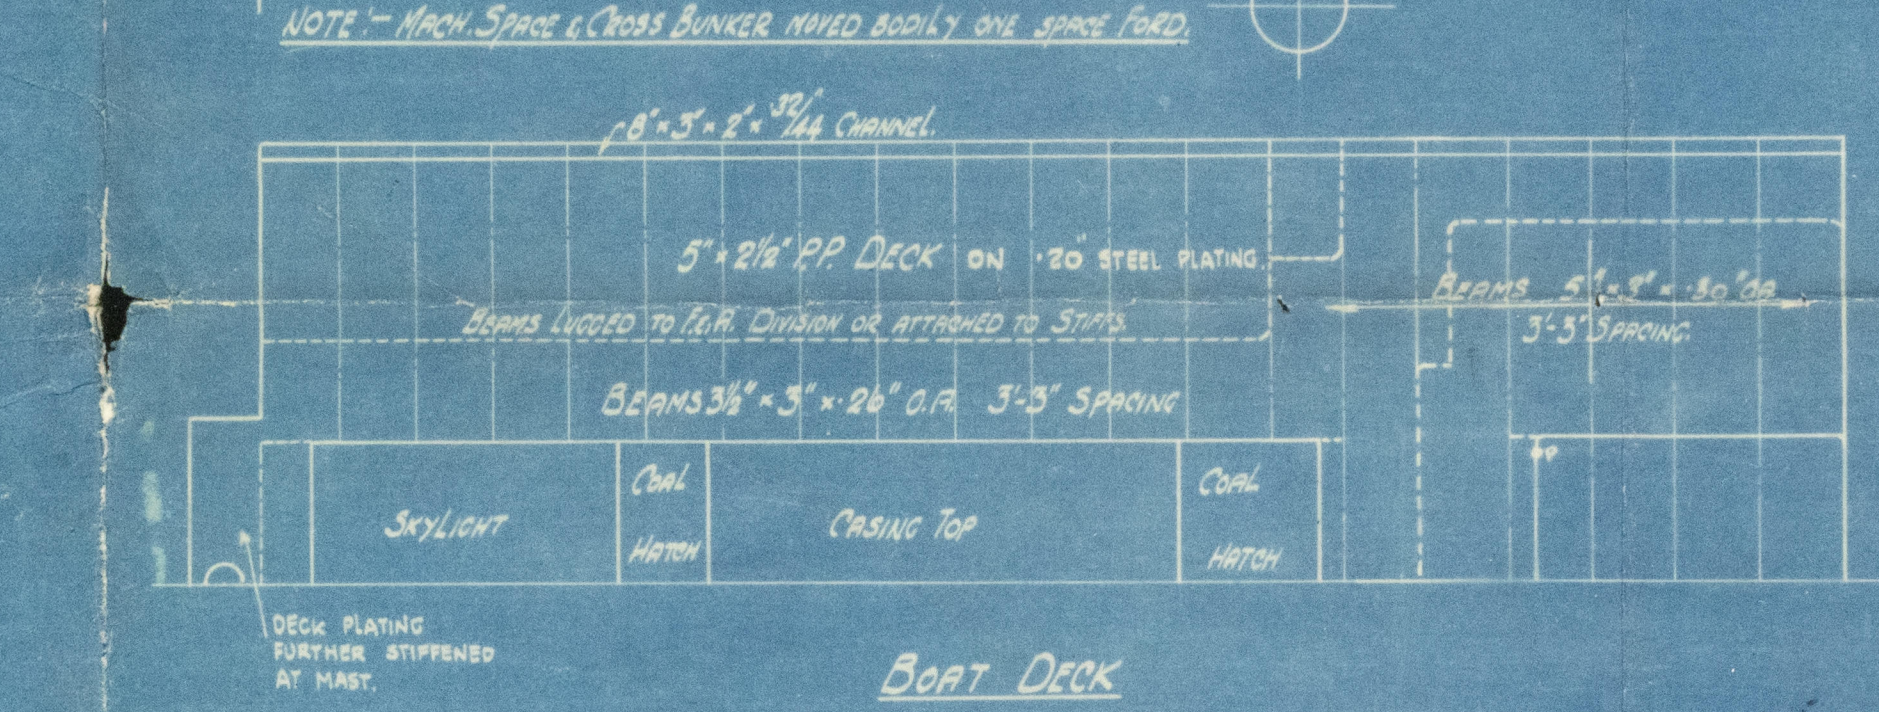 NOTE:- MACH. SPACE & CROSS BUNKER MOVED BODILY ONE SPACE FORD.
8" × 3" × 2" × 32/44" CHANNEL.
5" × 2½" P.P. DECK ON .20" STEEL PLATING.
BEAMS LUGGED TO F.&A. DIVISION OR ATTACHED TO STIFFS.
BEAMS 3½" × 3" × .26" O.A. 3'-3" SPACING
BEAMS 5" × 3" × .30" OA
3'-3" SPACING.
SKYLIGHT
COAL
HATCH
CASING TOP
COAL
HATCH
DECK PLATING
FURTHER STIFFENED
AT MAST.
BOAT DECK